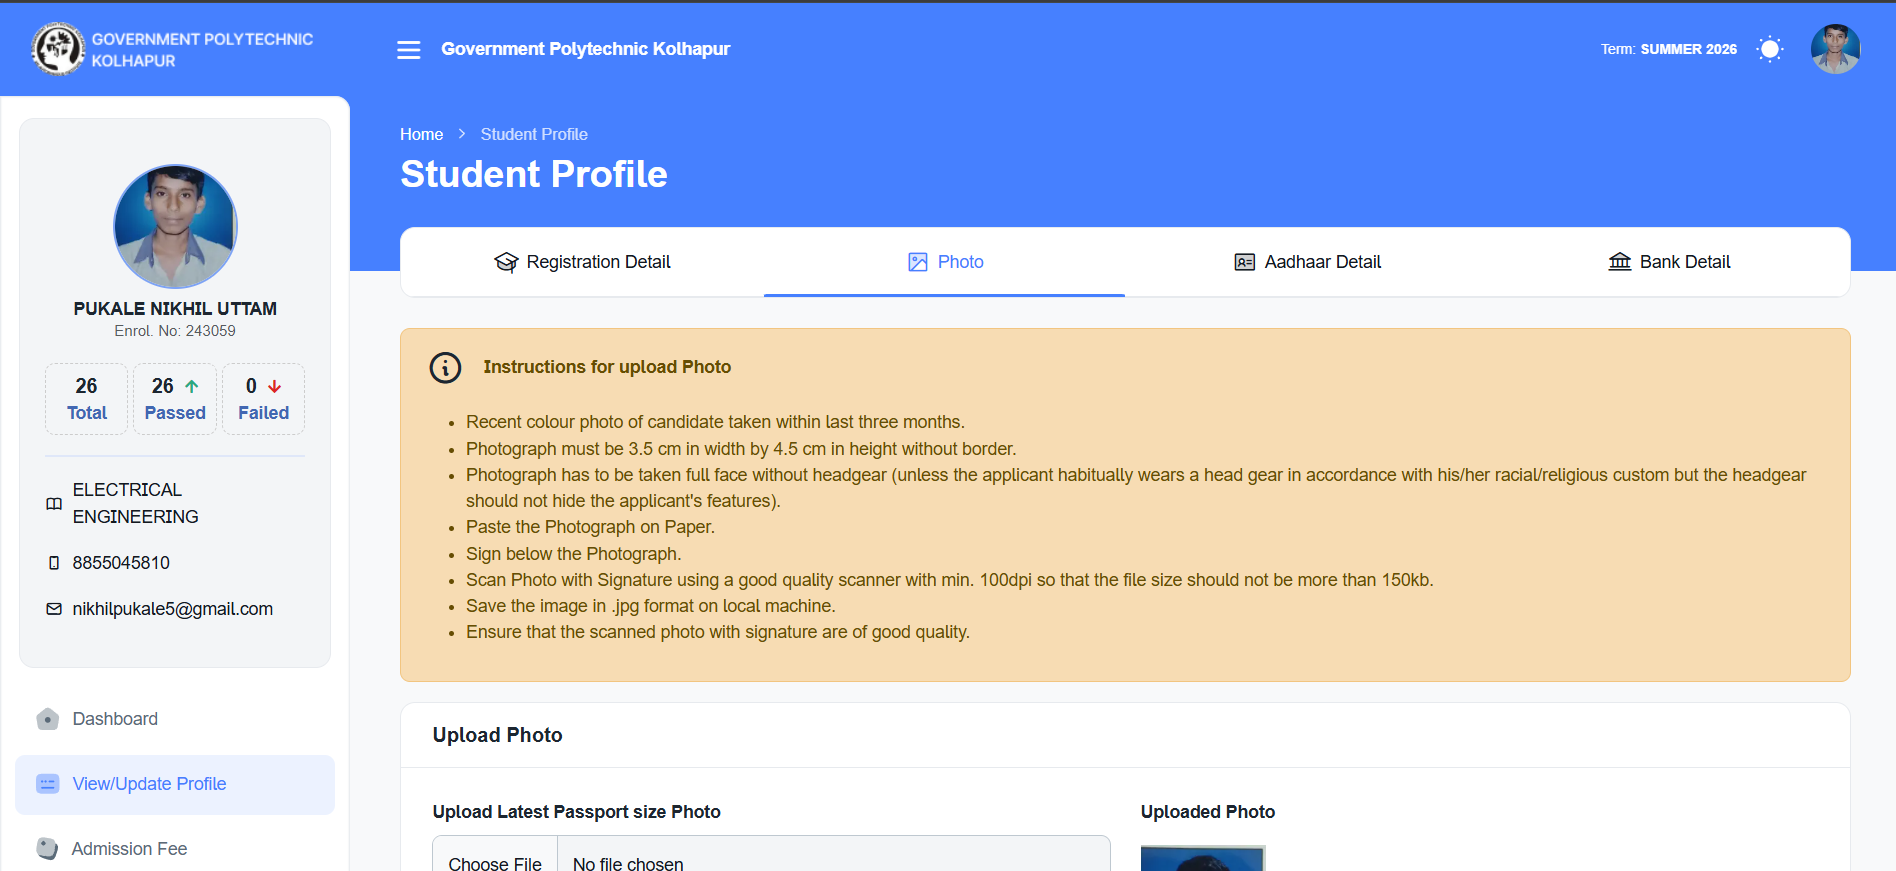 GOVERNMENT POLYTECHNIC
KOLHAPUR
Government Polytechnic Kolhapur
Term: SUMMER 2026
PUKALE NIKHIL UTTAM
Enrol. No: 243059
26
Total
26
Passed
0
Failed
ELECTRICAL
ENGINEERING
8855045810
nikhilpukale5@gmail.com
Dashboard
View/Update Profile
Admission Fee
Home > Student Profile
Student Profile
Registration Detail
Photo
Aadhaar Detail
Bank Detail
Instructions for upload Photo
• Recent colour photo of candidate taken within last three months.
• Photograph must be 3.5 cm in width by 4.5 cm in height without border.
• Photograph has to be taken full face without headgear (unless the applicant habitually wears a head gear in accordance with his/her racial/religious custom but the headgear
should not hide the applicant's features).
• Paste the Photograph on Paper.
• Sign below the Photograph.
• Scan Photo with Signature using a good quality scanner with min. 100dpi so that the file size should not be more than 150kb.
• Save the image in .jpg format on local machine.
• Ensure that the scanned photo with signature are of good quality.
Upload Photo
Upload Latest Passport size Photo
Choose File No file chosen
Uploaded Photo